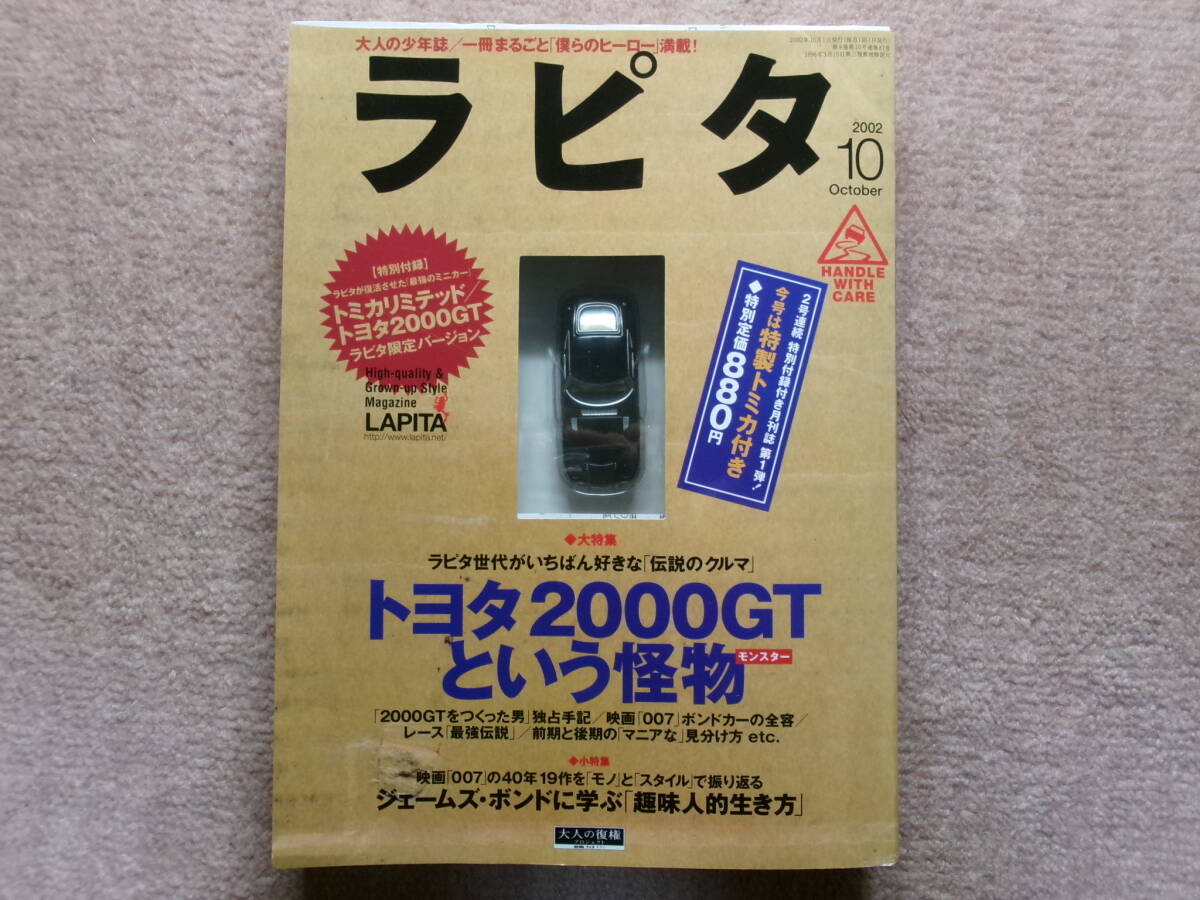 大人の少年誌/一冊まるごと「僕らのヒーロー」満載!
ラピタ
2002
10
October
HANDLE
WITH
CARE
【特別付録】
ラピタが復活させた「最強のミニカー」
トミカリミテッド/
トヨタ2000GT
ラピタ限定バージョン
High-quality &
Grown-up Style
Magazine
LAPITA
http://www.lapita.net/
2号連続 特別付録付き月刊誌 第1弾!
今号は特製トミカ付き
◆特別定価880円
◆大特集
ラピタ世代がいちばん好きな「伝説のクルマ」
トヨタ2000GT
という怪物
モンスター
「2000GTをつくった男」独占手記/映画「007」ボンドカーの全容/
レース「最強伝説」/前期と後期の「マニアな」見分け方 etc.
◆小特集
映画「007」の40年19作を「モノ」と「スタイル」で振り返る
ジェームズ・ボンドに学ぶ「趣味人的生き方」
大人の復権
プロジェクト